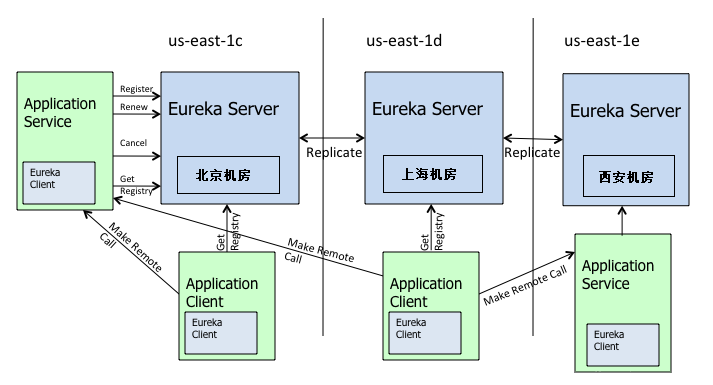 us-east-1c
us-east-1d
us-east-1e
Application
Service
Eureka
Client
Register
Renew
Cancel
Get
Registry
Eureka Server
北京机房
Replicate
Eureka Server
上海机房
Replicate
Eureka Server
西安机房
Make Remote
Call
Get
Registry
Make Remote
Call
Get
Registry
Make Remote Call
Application
Client
Eureka
Client
Application
Client
Eureka
Client
Application
Service
Eureka
Client